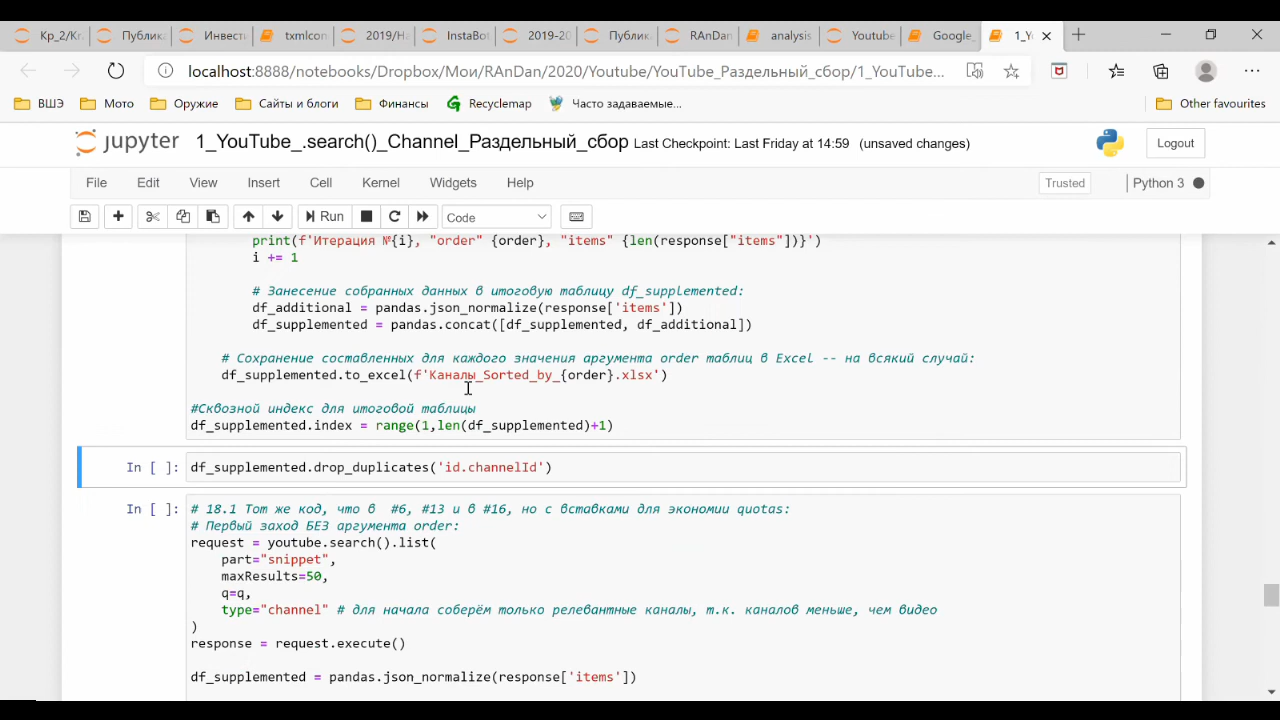 Кр_2/Кr
Публика
Инвести
txmlcon
2019/На
InstaBot
2019-20
Публик.
RAnDan
analysis
Youtube
Google_
1_Yo
localhost:8888/notebooks/Dropbox/Мои/RAnDan/2020/Youtube/YouTube_Раздельный_сбор/1_YouTube...
ВШЭ
Мото
Оружие
Сайты и блоги
Финансы
Recyclemap
Часто задаваемые...
Other favourites
jupyter 1_YouTube_.search()_Channel_Раздельный_сбор Last Checkpoint: Last Friday at 14:59 (unsaved changes)
Logout
File Edit View Insert Cell Kernel Widgets Help
Trusted
Python 3
Run
Code
print(f'Итерация №{i}, "order" {order}, "items" {len(response["items"])}')
i += 1
# Занесение собранных данных в итоговую таблицу df_supplemented:
df_additional = pandas.json_normalize(response['items'])
df_supplemented = pandas.concat([df_supplemented, df_additional])
# Сохранение составленных для каждого значения аргумента order таблиц в Excel -- на всякий случай:
df_supplemented.to_excel(f'Каналы_Sorted_by_{order}.xlsx')
#Сквозной индекс для итоговой таблицы
df_supplemented.index = range(1,len(df_supplemented)+1)
In [ ]: df_supplemented.drop_duplicates('id.channelId')
In [ ]: # 18.1 Тот же код, что в #6, #13 и в #16, но с вставками для экономии quotas:
# Первый заход БЕЗ аргумента order:
request = youtube.search().list(
part="snippet",
maxResults=50,
q=q,
type="channel" # для начала соберём только релевантные каналы, т.к. каналов меньше, чем видео
)
response = request.execute()
df_supplemented = pandas.json_normalize(response['items'])